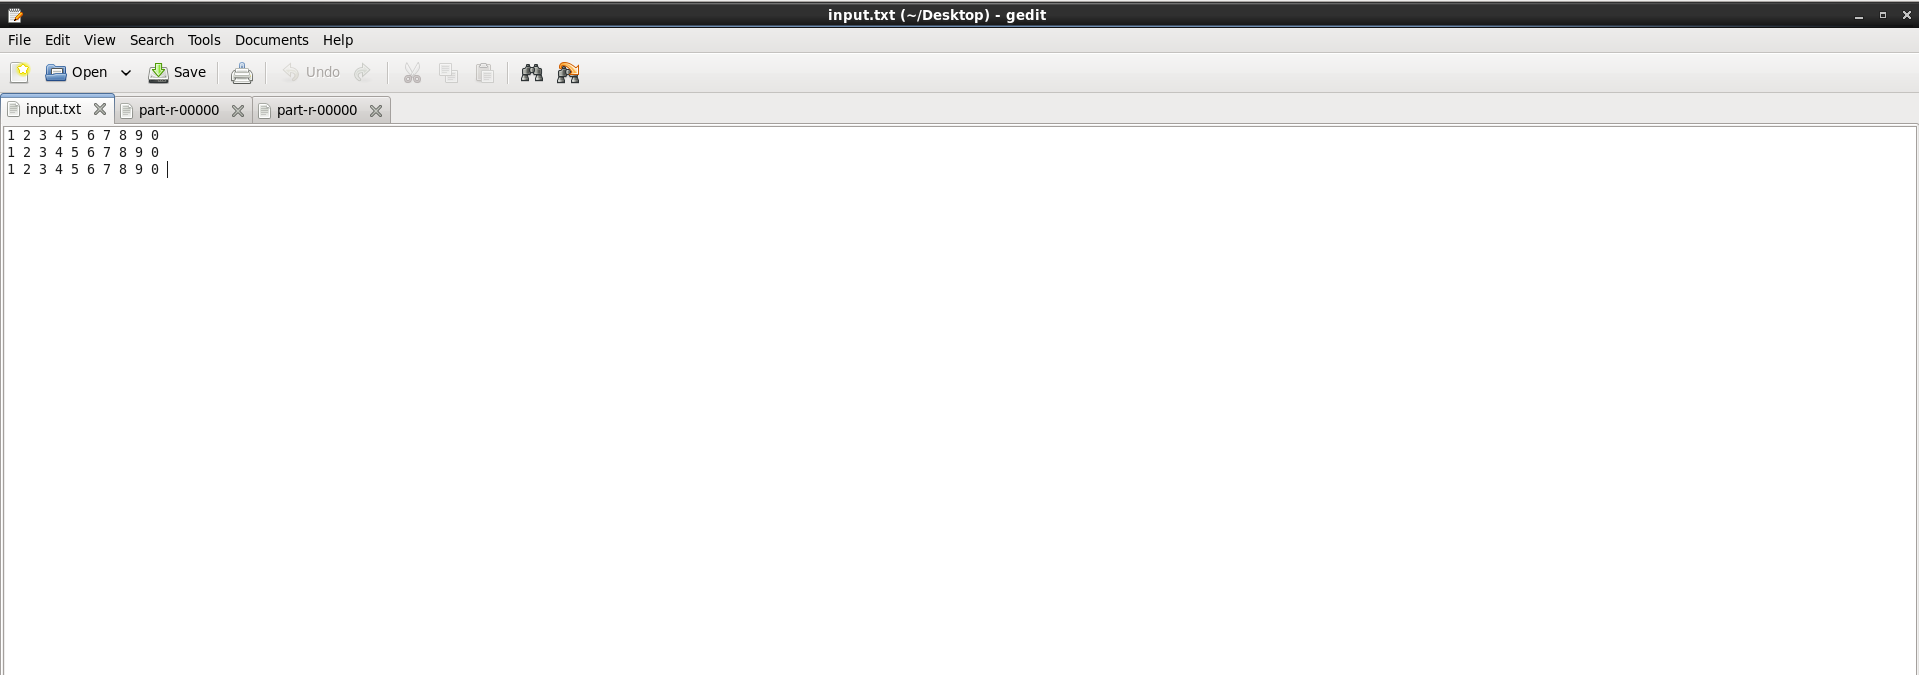 input.txt (~/Desktop) - gedit
File Edit View Search Tools Documents Help
Open Save Undo
input.txt part-r-00000 part-r-00000
1 2 3 4 5 6 7 8 9 0
1 2 3 4 5 6 7 8 9 0
1 2 3 4 5 6 7 8 9 0